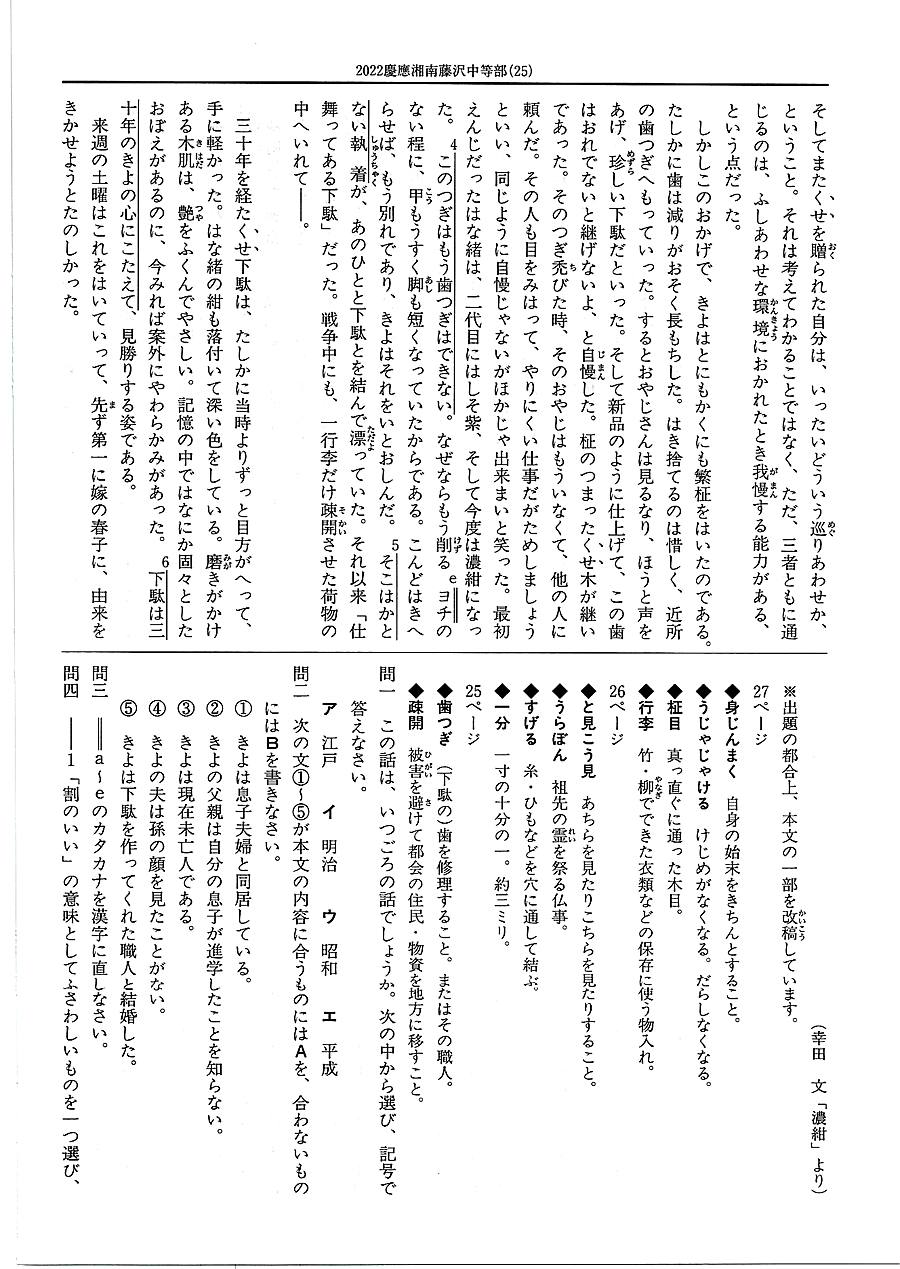 2022慶應湘南藤沢中等部(25)
そしてまたくせを贈られた自分は、いったいどういう巡りあわせか、
ということ。それは考えてわかることではなく、ただ、三者ともに通
じるのは、ふしあわせな環境におかれたとき我慢する能力がある、
という点だった。
しかしこのおかげで、きよはとにもかくにも繁柾をはいたのである。
たしかに歯は減りがおそく長もちした。はき捨てるのは惜しく、近所
の歯つぎへもっていった。するとおやじさんは見るなり、ほうと声を
あげ、珍しい下駄だといった。そして新品のように仕上げて、この歯
はおれでないと継げないよ、と自慢した。柾のつまったくせ木が継い
であった。そのつぎ禿びた時、そのおやじはもういなくて、他の人に
頼んだ。その人も目をみはって、やりにくい仕事だがためしましょう
といい、同じように自慢じゃないがほかじゃ出来まいと笑った。最初
えんじだったはな緒は、二代目にはしそ紫、そして今度は濃紺になっ
た。4このつぎはもう歯つぎはできない。なぜならもう削るeヨチの
ない程に、甲もうすく脚も短くなっていたからである。こんどはきへ
らせば、もう別れであり、きよはそれをいとおしんだ。5そこはかと
ない執着が、あのひとと下駄とを結んで漂っていた。それ以来「仕
舞ってある下駄」だった。戦争中にも、一行李だけ疎開させた荷物の
中へいれて――。
三十年を経たくせ下駄は、たしかに当時よりずっと目方がへって、
手に軽かった。はな緒の紺も落付いて深い色をしている。磨きがかけ
ある木肌は、艶をふくんでやさしい。記憶の中ではなにか固々とした
おぼえがあるのに、今みれば案外にやわらかみがあった。6下駄は三
十年のきよの心にこたえて、見勝りする姿である。
来週の土曜はこれをはいていって、先ず第一に嫁の春子に、由来を
きかせようとたのしかった。
(幸田 文「濃紺」より)
※出題の都合上、本文の一部を改稿しています。
27ページ
◆身じんまく 自身の始末をきちんとすること。
◆うじゃじゃける けじめがなくなる。だらしなくなる。
◆柾目 真っ直ぐに通った木目。
◆行李 竹・柳でできた衣類などの保存に使う物入れ。
26ページ
◆と見こう見 あちらを見たりこちらを見たりすること。
◆うらぼん 祖先の霊を祭る仏事。
◆すげる 糸・ひもなどを穴に通して結ぶ。
◆一分 一寸の十分の一。約三ミリ。
25ページ
◆歯つぎ (下駄の)歯を修理すること。またはその職人。
◆疎開 被害を避けて都会の住民・物資を地方に移すこと。
問一 この話は、いつごろの話でしょうか。次の中から選び、記号で
答えなさい。
ア 江戸 イ 明治 ウ 昭和 エ 平成
問二 次の文①~⑤が本文の内容に合うものにはAを、合わないもの
にはBを書きなさい。
① きよは息子夫婦と同居している。
② きよの父親は自分の息子が進学したことを知らない。
③ きよは現在未亡人である。
④ きよの夫は孫の顔を見たことがない。
⑤ きよは下駄を作ってくれた職人と結婚した。
問三 ══a~eのカタカナを漢字に直しなさい。
問四 ――1「割のいい」の意味としてふさわしいものを一つ選び、